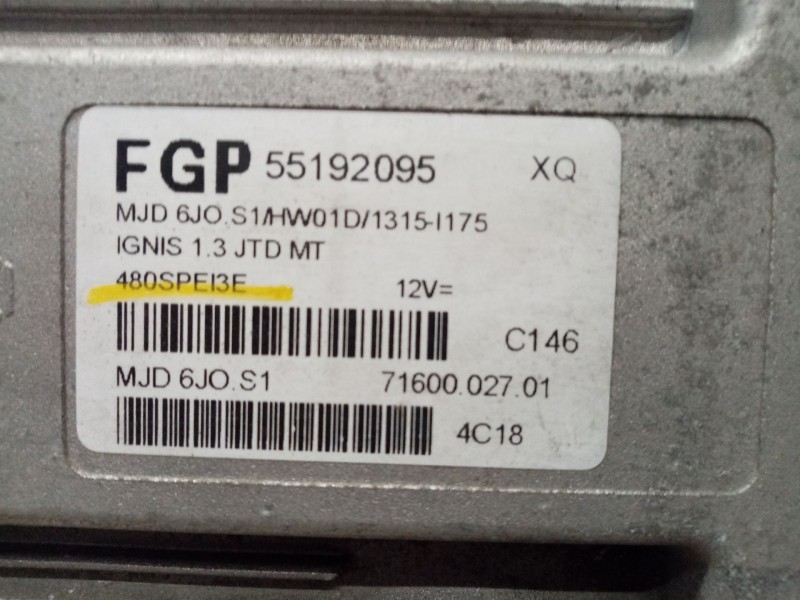 FGP 55192095 XQ
MJD 6JO.S1/HW01D/1315-I175
IGNIS 1.3 JTD MT
480SPEI3E 12V=
C146
MJD 6JO.S1 71600.027.01
4C18